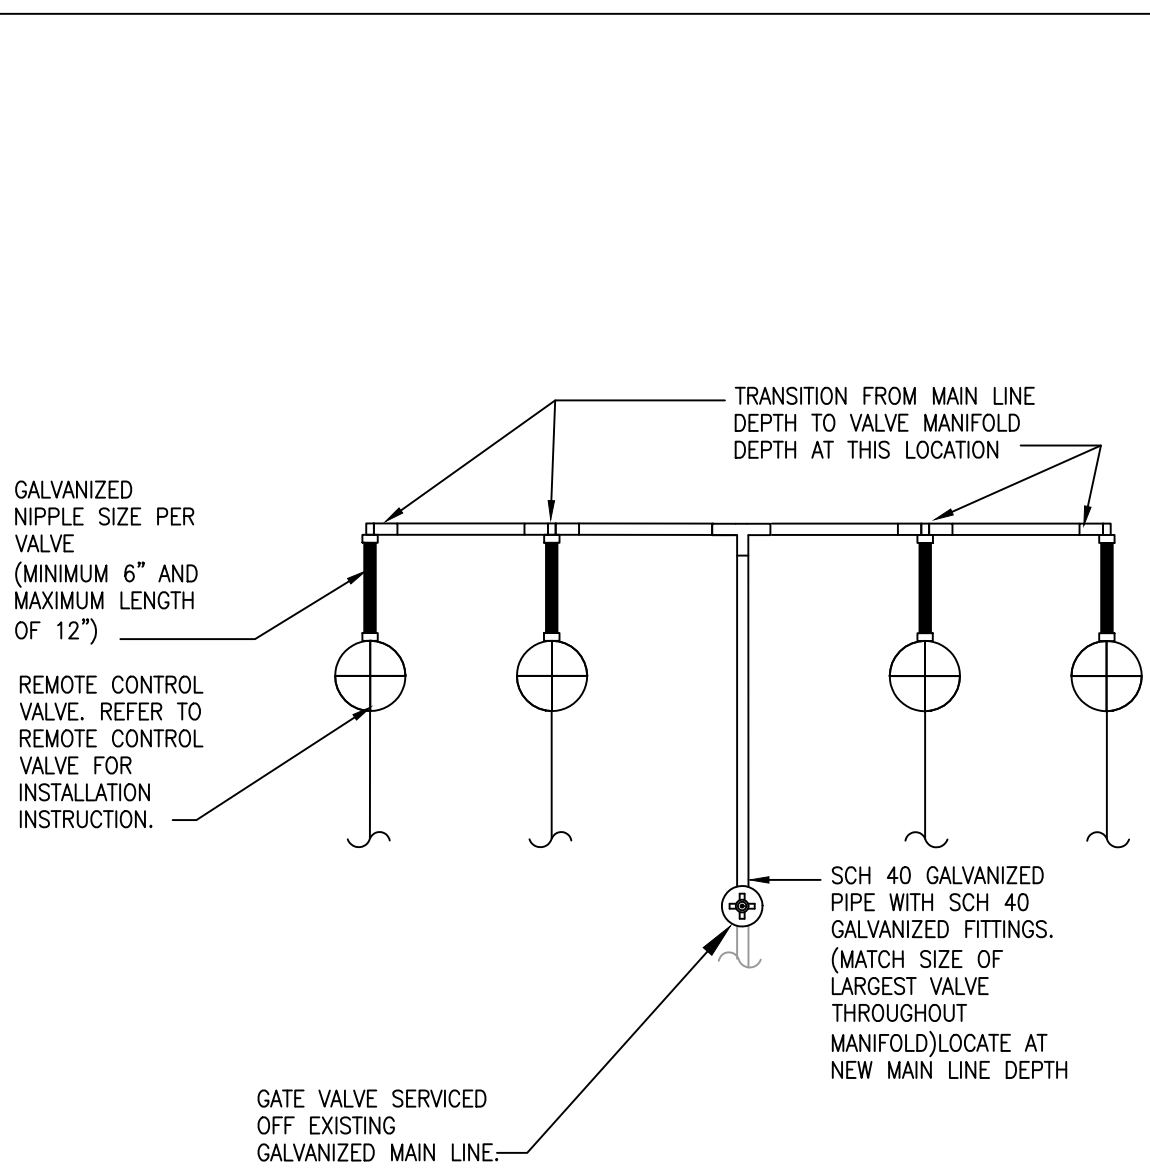 TRANSITION FROM MAIN LINE
DEPTH TO VALVE MANIFOLD
DEPTH AT THIS LOCATION
GALVANIZED
NIPPLE SIZE PER
VALVE
(MINIMUM 6” AND
MAXIMUM LENGTH
OF 12”)
REMOTE CONTROL
VALVE. REFER TO
REMOTE CONTROL
VALVE FOR
INSTALLATION
INSTRUCTION.
SCH 40 GALVANIZED
PIPE WITH SCH 40
GALVANIZED FITTINGS.
(MATCH SIZE OF
LARGEST VALVE
THROUGHOUT
MANIFOLD)LOCATE AT
NEW MAIN LINE DEPTH
GATE VALVE SERVICED
OFF EXISTING
GALVANIZED MAIN LINE.